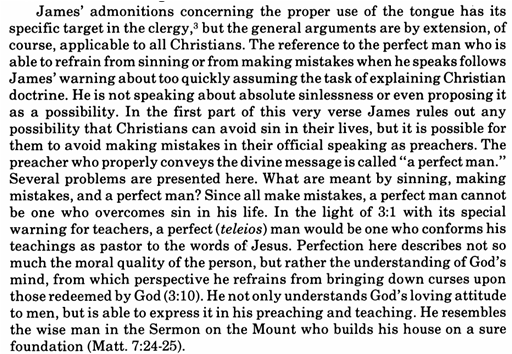 James' admonitions concerning the proper use of the tongue has its
specific target in the clergy,³ but the general arguments are by extension, of
course, applicable to all Christians. The reference to the perfect man who is
able to refrain from sinning or from making mistakes when he speaks follows
James' warning about too quickly assuming the task of explaining Christian
doctrine. He is not speaking about absolute sinlessness or even proposing it
as a possibility. In the first part of this very verse James rules out any
possibility that Christians can avoid sin in their lives, but it is possible for
them to avoid making mistakes in their official speaking as preachers. The
preacher who properly conveys the divine message is called "a perfect man."
Several problems are presented here. What are meant by sinning, making
mistakes, and a perfect man? Since all make mistakes, a perfect man cannot
be one who overcomes sin in his life. In the light of 3:1 with its special
warning for teachers, a perfect (teleios) man would be one who conforms his
teachings as pastor to the words of Jesus. Perfection here describes not so
much the moral quality of the person, but rather the understanding of God's
mind, from which perspective he refrains from bringing down curses upon
those redeemed by God (3:10). He not only understands God's loving attitude
to men, but is able to express it in his preaching and teaching. He resembles
the wise man in the Sermon on the Mount who builds his house on a sure
foundation (Matt. 7:24-25).